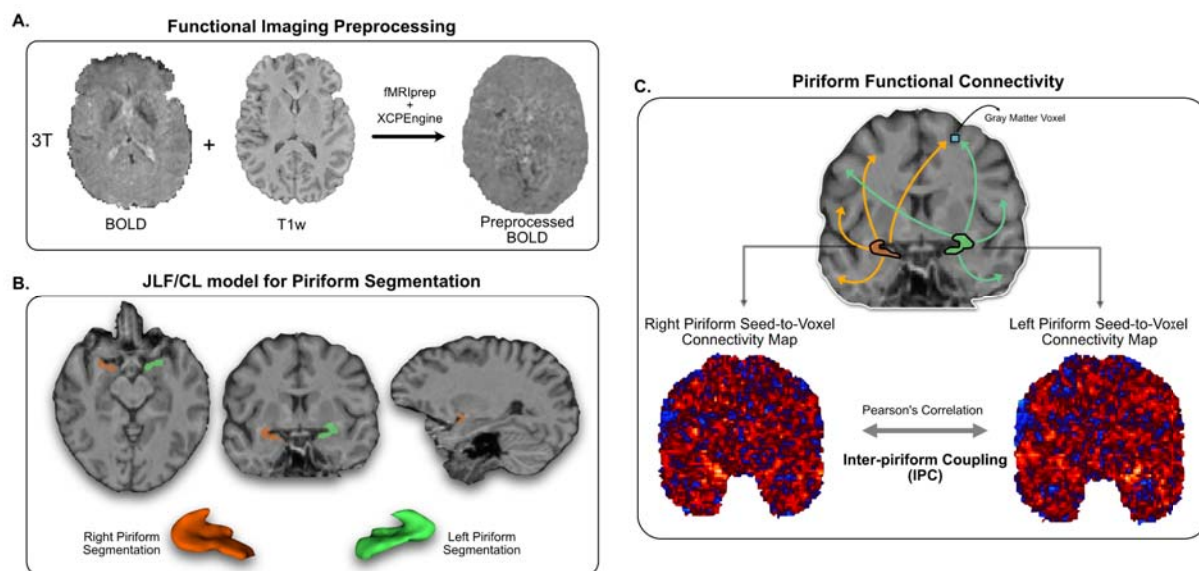 A.
Functional Imaging Preprocessing
3T
+
fMRIprep
+
XCPEngine
BOLD
T1w
Preprocessed
BOLD
B.
JLF/CL model for Piriform Segmentation
Right Piriform
Segmentation
Left Piriform
Segmentation
C.
Piriform Functional Connectivity
Gray Matter Voxel
Right Piriform Seed-to-Voxel
Connectivity Map
Left Piriform Seed-to-Voxel
Connectivity Map
Pearson's Correlation
Inter-piriform Coupling
(IPC)